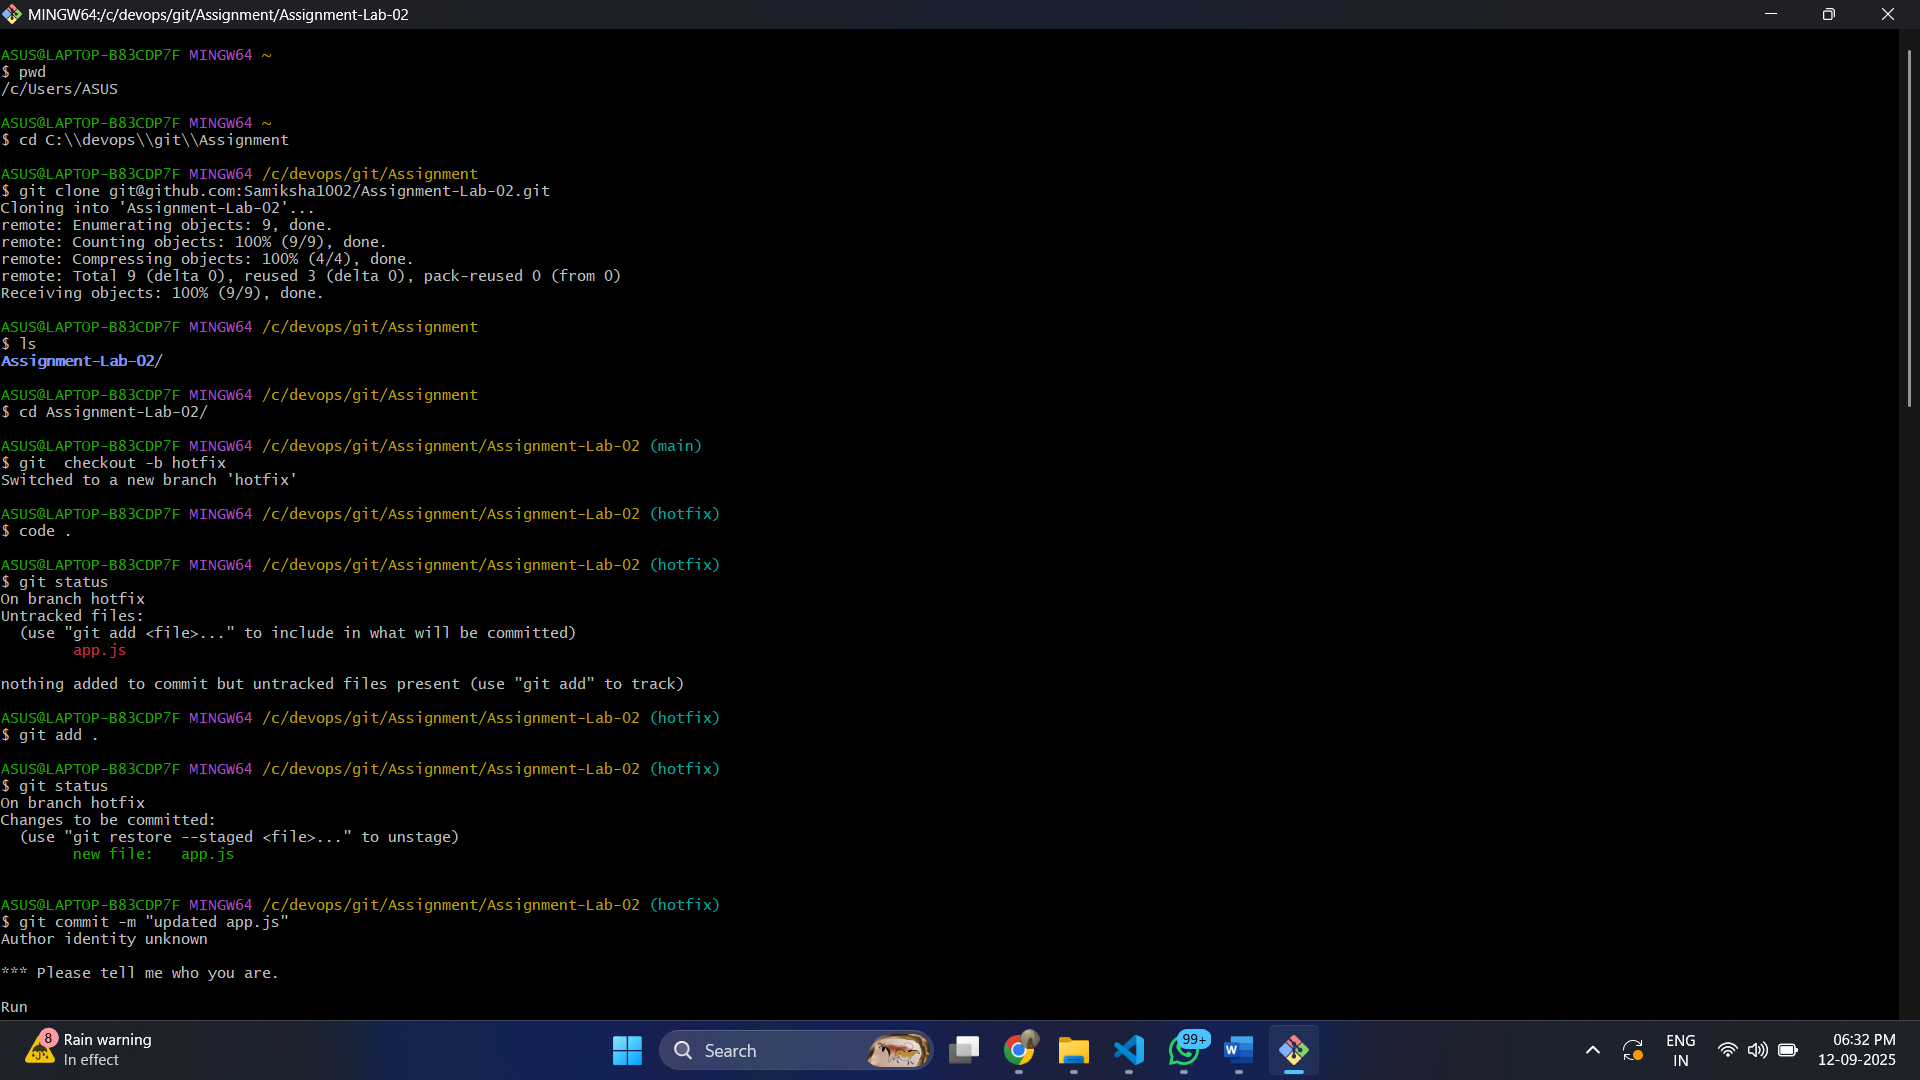 MINGW64:/c/devops/git/Assignment/Assignment-Lab-02
ASUS@LAPTOP-B83CDP7F MINGW64 ~
$ pwd
/c/Users/ASUS
ASUS@LAPTOP-B83CDP7F MINGW64 ~
$ cd C:\\devops\\git\\Assignment
ASUS@LAPTOP-B83CDP7F MINGW64 /c/devops/git/Assignment
$ git clone git@github.com:Samiksha1002/Assignment-Lab-02.git
Cloning into 'Assignment-Lab-02'...
remote: Enumerating objects: 9, done.
remote: Counting objects: 100% (9/9), done.
remote: Compressing objects: 100% (4/4), done.
remote: Total 9 (delta 0), reused 3 (delta 0), pack-reused 0 (from 0)
Receiving objects: 100% (9/9), done.
ASUS@LAPTOP-B83CDP7F MINGW64 /c/devops/git/Assignment
$ ls
Assignment-Lab-02/
ASUS@LAPTOP-B83CDP7F MINGW64 /c/devops/git/Assignment
$ cd Assignment-Lab-02/
ASUS@LAPTOP-B83CDP7F MINGW64 /c/devops/git/Assignment/Assignment-Lab-02 (main)
$ git  checkout -b hotfix
Switched to a new branch 'hotfix'
ASUS@LAPTOP-B83CDP7F MINGW64 /c/devops/git/Assignment/Assignment-Lab-02 (hotfix)
$ code .
ASUS@LAPTOP-B83CDP7F MINGW64 /c/devops/git/Assignment/Assignment-Lab-02 (hotfix)
$ git status
On branch hotfix
Untracked files:
(use "git add <file>..." to include in what will be committed)
app.js
nothing added to commit but untracked files present (use "git add" to track)
ASUS@LAPTOP-B83CDP7F MINGW64 /c/devops/git/Assignment/Assignment-Lab-02 (hotfix)
$ git add .
ASUS@LAPTOP-B83CDP7F MINGW64 /c/devops/git/Assignment/Assignment-Lab-02 (hotfix)
$ git status
On branch hotfix
Changes to be committed:
(use "git restore --staged <file>..." to unstage)
new file:   app.js
ASUS@LAPTOP-B83CDP7F MINGW64 /c/devops/git/Assignment/Assignment-Lab-02 (hotfix)
$ git commit -m "updated app.js"
Author identity unknown
*** Please tell me who you are.
Run
8
Rain warning
In effect
Search
99+
W
ENG
IN
06:32 PM
12-09-2025